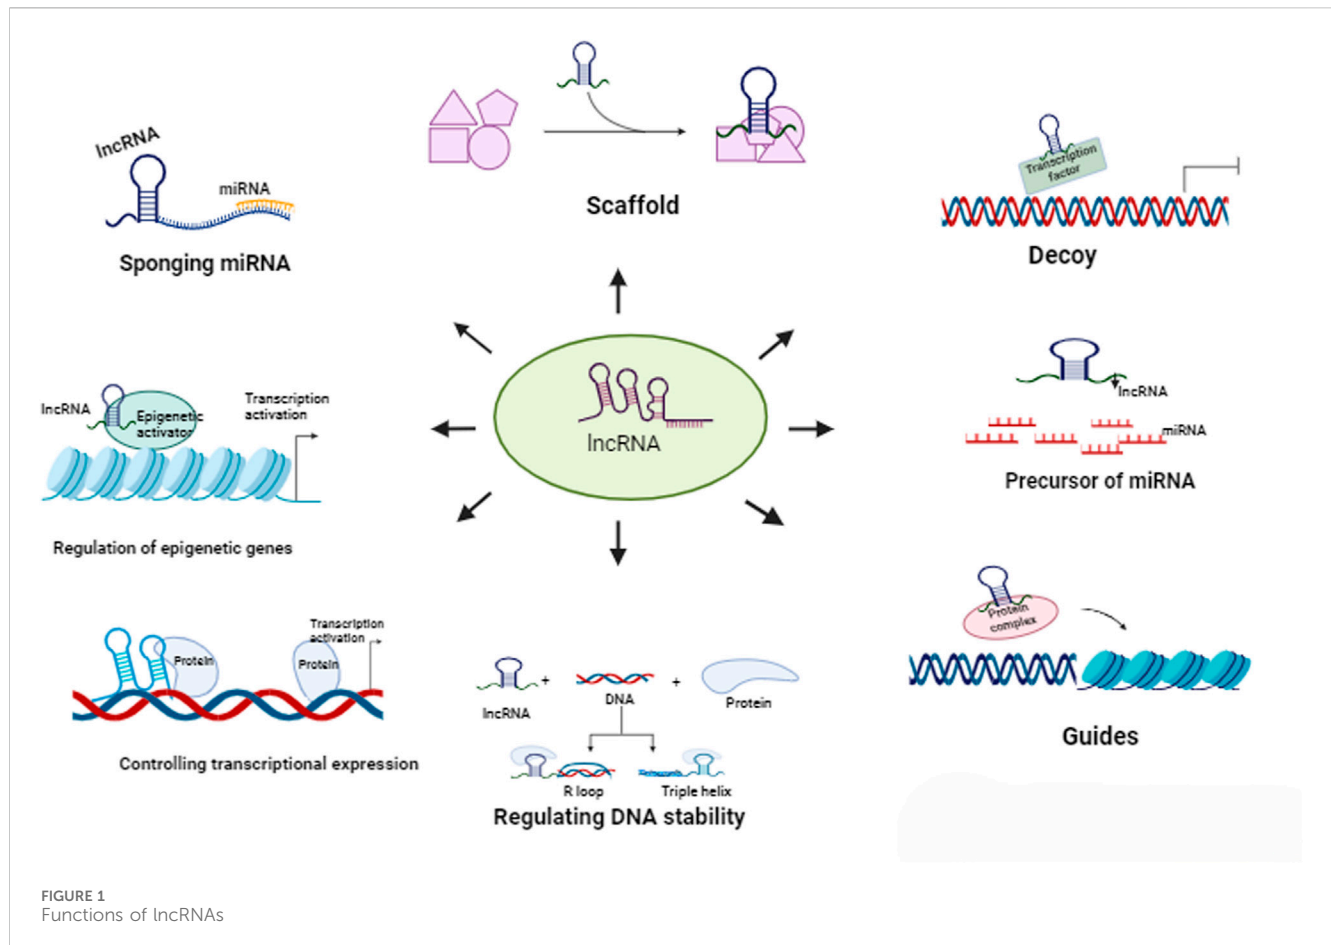 lncRNA
miRNA
Sponging miRNA
Scaffold
Transcription
factor
Decoy
lncRNA
Epigenetic
activator
Transcription
activation
Regulation of epigenetic genes
lncRNA
lncRNA
miRNA
Precursor of miRNA
Protein
Protein
Transcription
activation
Controlling transcriptional expression
lncRNA
+
DNA
+
Protein
R loop
Triple helix
Regulating DNA stability
Protein
complex
Guides
FIGURE 1
Functions of lncRNAs